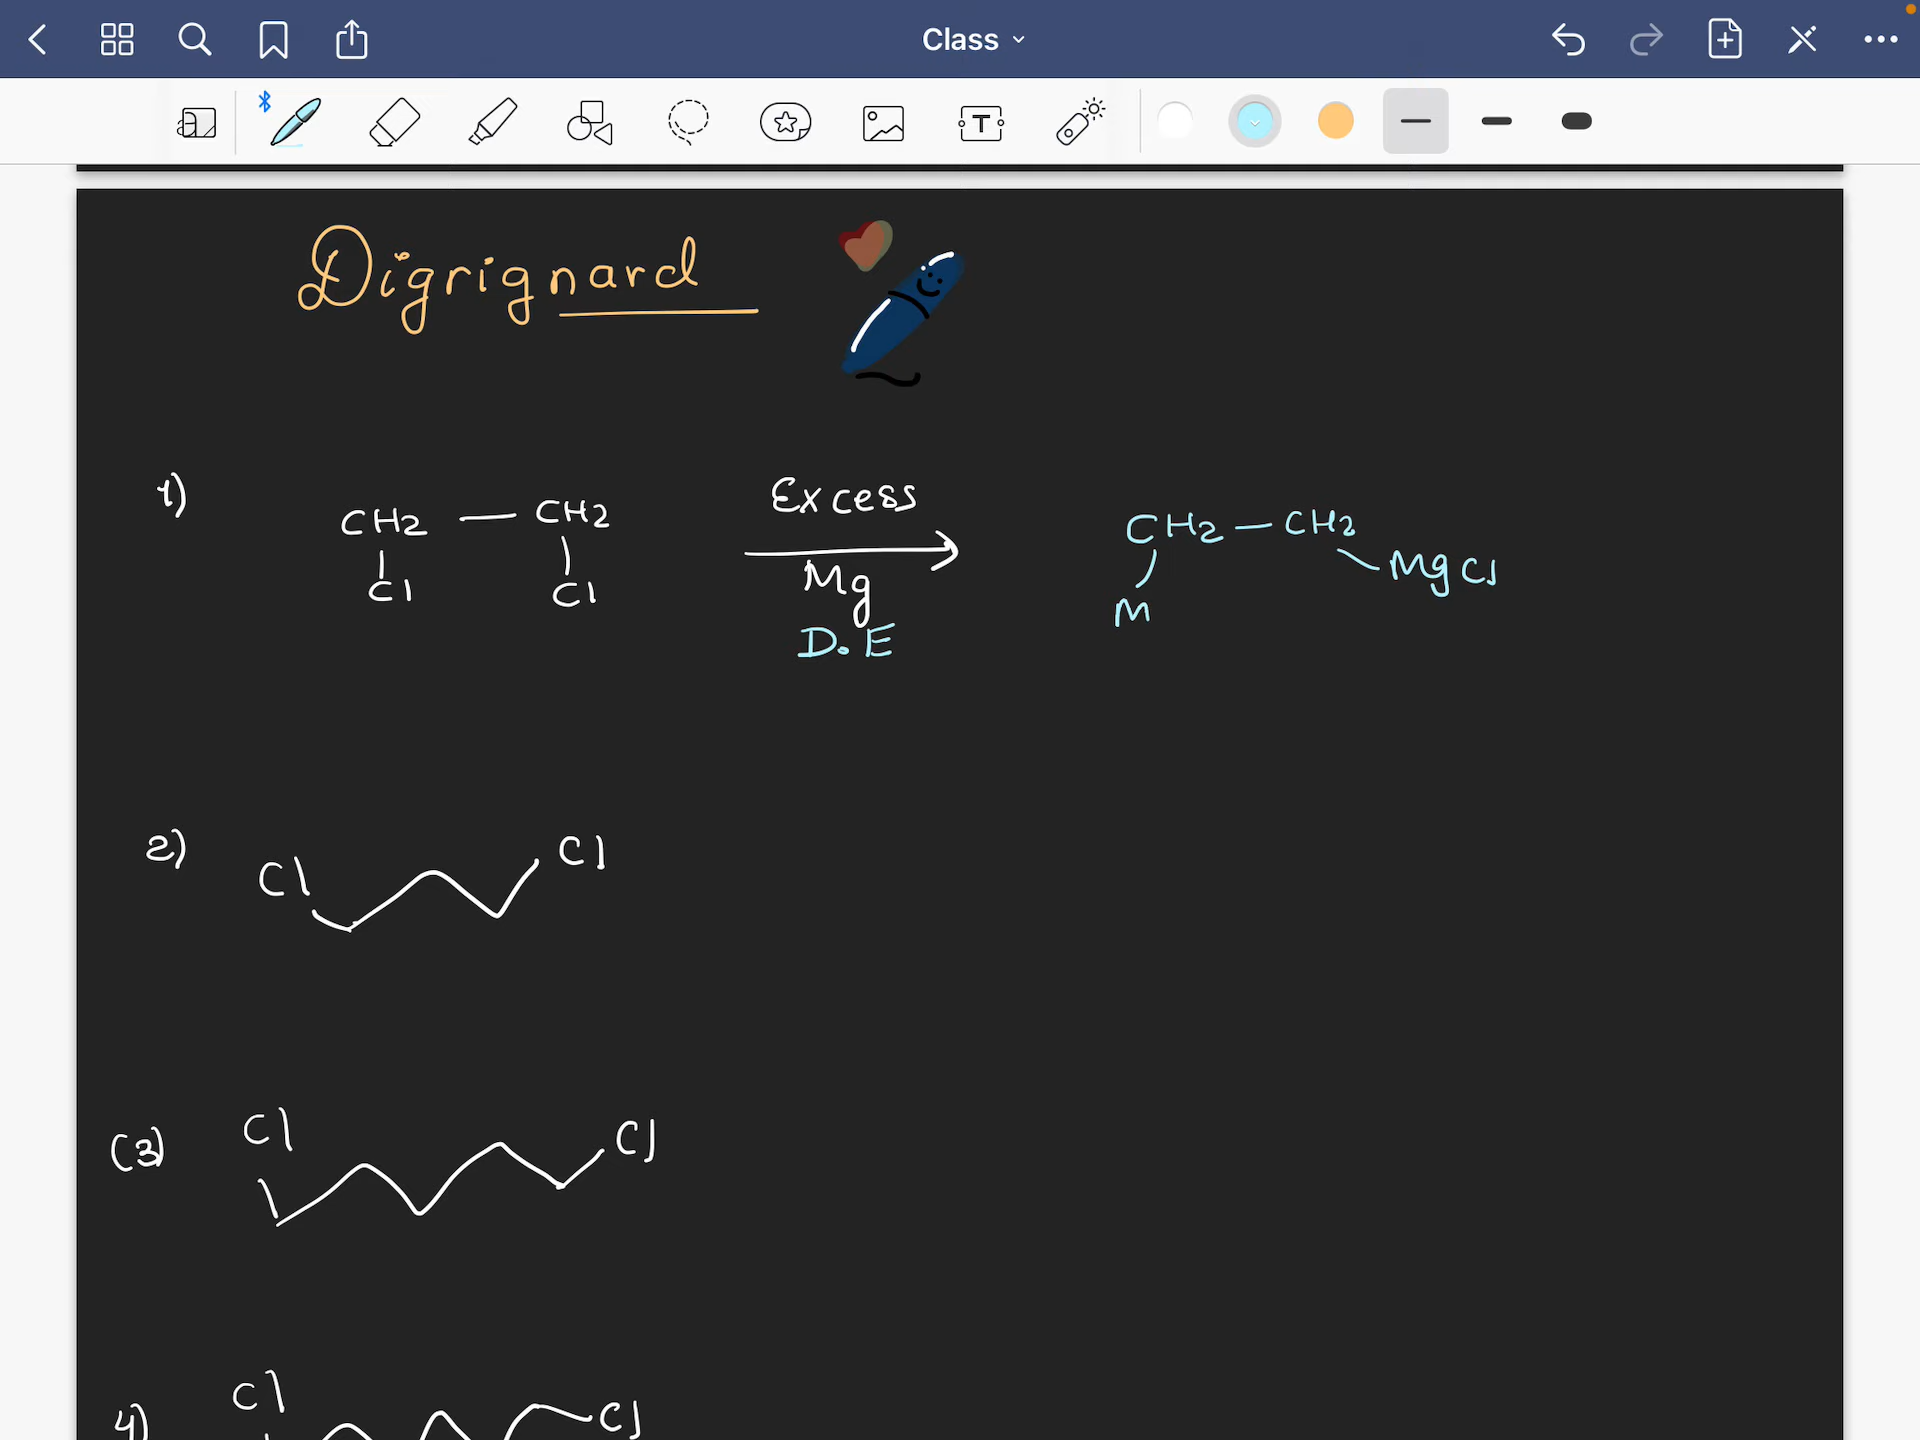 Class
T
Digrignard
1) CH2 — CH2 Excess CH2 — CH2
Cl Cl Mg M MgCl
D.E
2) Cl Cl
(3) Cl Cl
4) Cl Cl